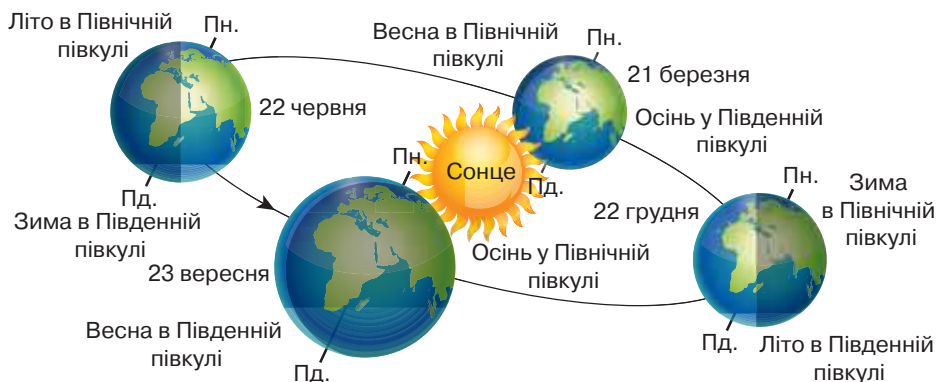 Літо в Північній
півкулі
Пн.
22 червня
Пд.
Зима в Південній
півкулі
Весна в Північній
півкулі
Пн.
21 березня
Осінь у Південній
півкулі
Пд.
Сонце
Пн.
23 вересня
Осінь у Північній
півкулі
Весна в Південній
півкулі
Пд.
22 грудня
Пн.
Зима
в Північній
півкулі
Пд.
Літо в Південній
півкулі